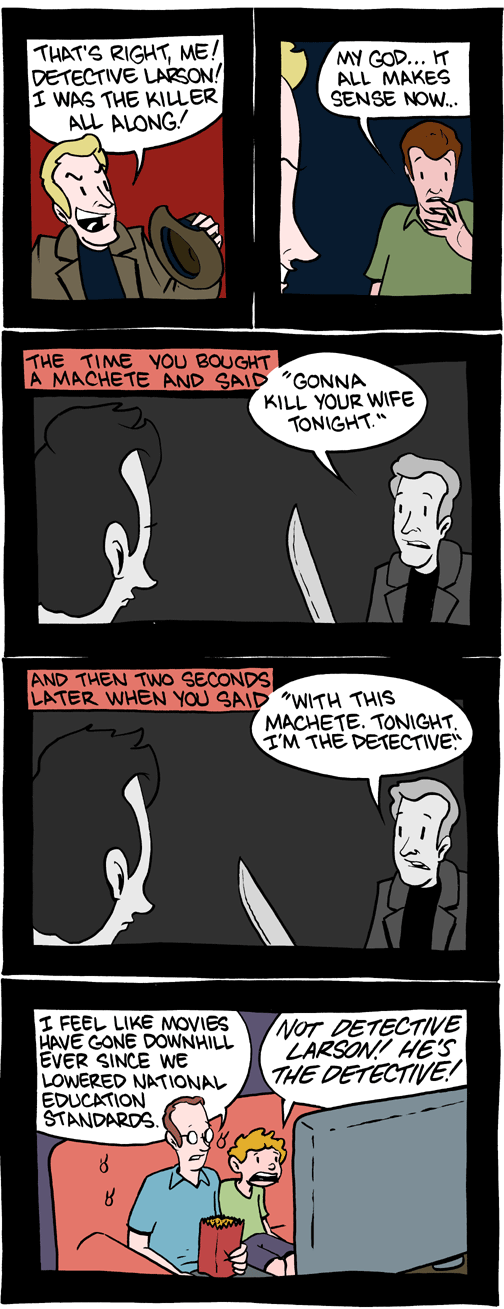 THAT'S RIGHT, ME!
DETECTIVE LARSON!
I WAS THE KILLER
ALL ALONG!
MY GOD... IT
ALL MAKES
SENSE NOW...
THE TIME YOU BOUGHT
A MACHETE AND SAID
"GONNA
KILL YOUR WIFE
TONIGHT."
AND THEN TWO SECONDS
LATER WHEN YOU SAID
"WITH THIS
MACHETE. TONIGHT.
I'M THE DETECTIVE."
I FEEL LIKE MOVIES
HAVE GONE DOWNHILL
EVER SINCE WE
LOWERED NATIONAL
EDUCATION
STANDARDS.
NOT DETECTIVE
LARSON! HE'S
THE DETECTIVE!